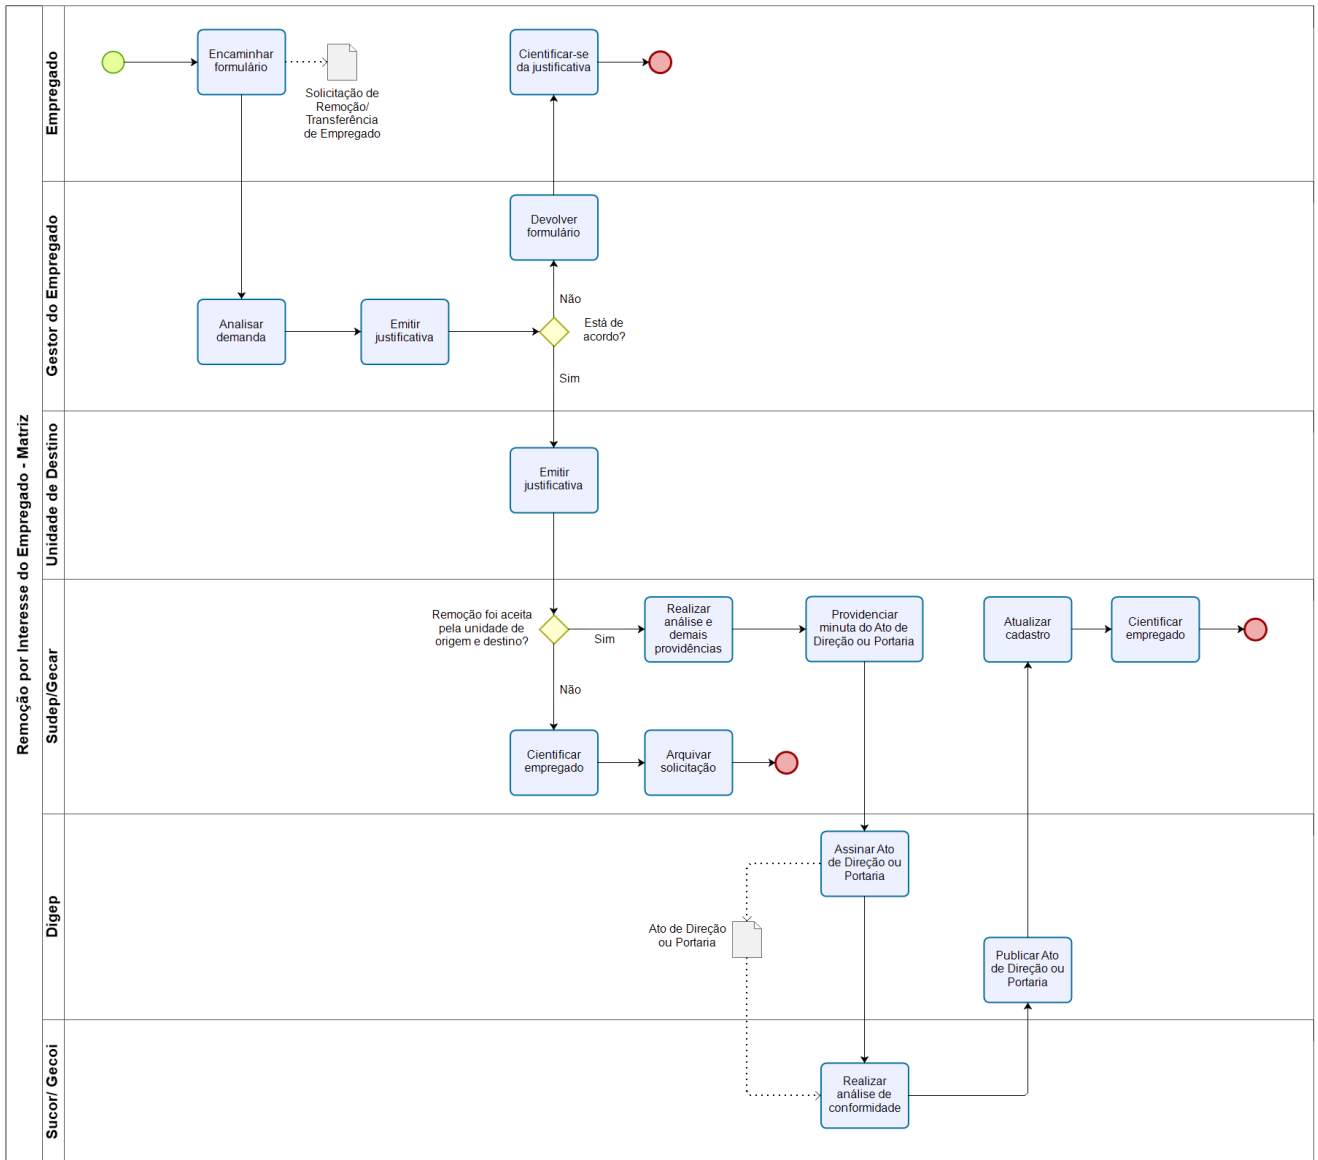 Remoção por Interesse do Empregado - Matriz
Empregado
Encaminhar
formulário
Solicitação de
Remoção/
Transferência
de Empregado
Cientificar-se
da justificativa
Gestor do Empregado
Devolver
formulário
Não
Analisar
demanda
Emitir
justificativa
Está de
acordo?
Sim
Unidade de Destino
Emitir
justificativa
Sudep/Gecar
Remoção foi aceita
pela unidade de
origem e destino?
Sim
Realizar
análise e
demais
providências
Providenciar
minuta do Ato de
Direção ou Portaria
Atualizar
cadastro
Cientificar
empregado
Não
Cientificar
empregado
Arquivar
solicitação
Digep
Assinar Ato
de Direção ou
Portaria
Ato de Direção
ou Portaria
Publicar Ato
de Direção ou
Portaria
Sucor/ Gecoi
Realizar
análise de
conformidade